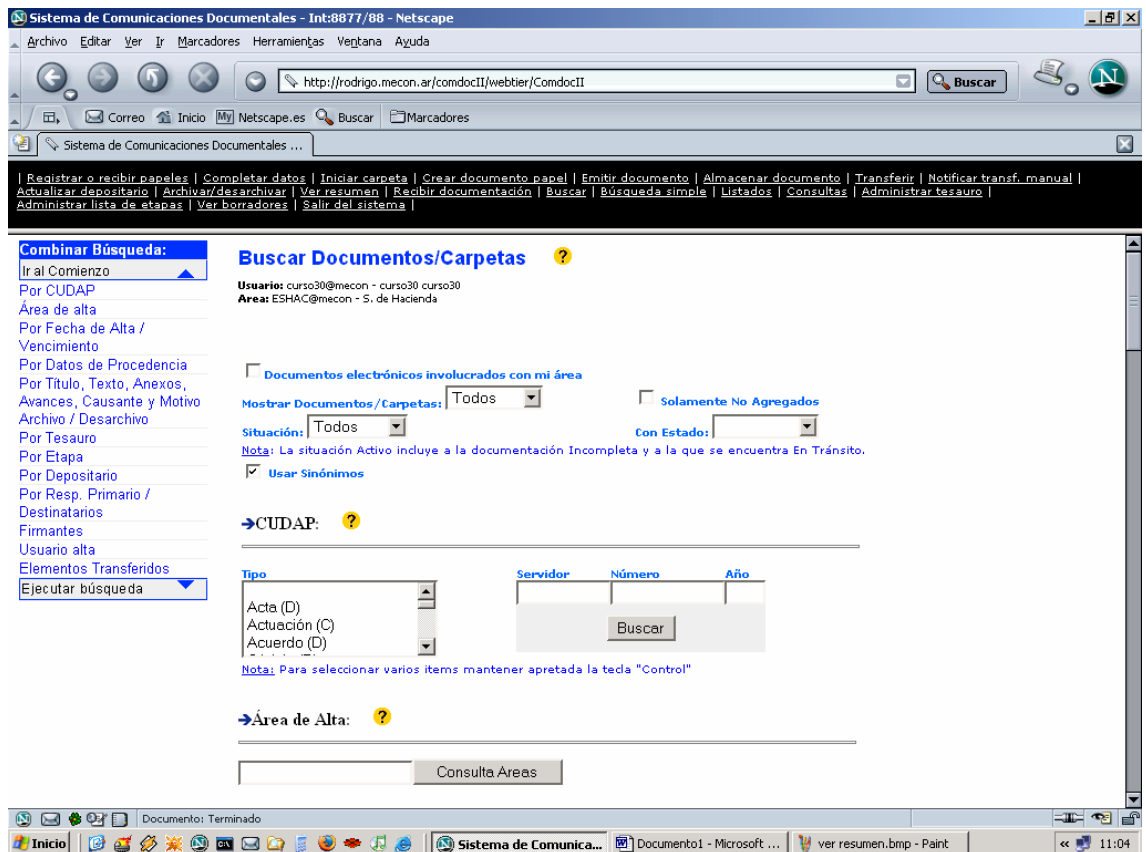 Sistema de Comunicaciones Documentales - Int:8877/88 - Netscape
Archivo Editar Ver Ir Marcadores Herramientas Ventana Ayuda
http://rodrigo.mecon.ar/comdocII/webtier/ComdocII Buscar N
Correo Inicio My Netscape.es Buscar Marcadores
Sistema de Comunicaciones Documentales ...
| Registrar o recibir papeles | Completar datos | Iniciar carpeta | Crear documento papel | Emitir documento | Almacenar documento | Transferir | Notificar transf. manual |
Actualizar depositario | Archivar/desarchivar | Ver resumen | Recibir documentación | Buscar | Búsqueda simple | Listados | Consultas | Administrar tesauro |
Administrar lista de etapas | Ver borradores | Salir del sistema |
Combinar Búsqueda:
Ir al Comienzo
Por CUDAP
Área de alta
Por Fecha de Alta /
Vencimiento
Por Datos de Procedencia
Por Título, Texto, Anexos,
Avances, Causante y Motivo
Archivo / Desarchivo
Por Tesauro
Por Etapa
Por Depositario
Por Resp. Primario /
Destinatarios
Firmantes
Usuario alta
Elementos Transferidos
Ejecutar búsqueda
Buscar Documentos/Carpetas ?
Usuario: curso30@mecon - curso30 curso30
Area: ESHAC@mecon - S. de Hacienda
Documentos electrónicos involucrados con mi área
Mostrar Documentos/Carpetas: Todos Solamente No Agregados
Situación: Todos Con Estado:
Nota: La situación Activo incluye a la documentación Incompleta y a la que se encuentra En Tránsito.
Usar Sinónimos
CUDAP: ?
Tipo Servidor Número Año
Acta (D)
Actuación (C)
Acuerdo (D)
Buscar
Nota: Para seleccionar varios items mantener apretada la tecla "Control"
Área de Alta: ?
Consulta Areas
Documento: Terminado
Inicio Sistema de Comunica... Documento1 - Microsoft ... ver resumen.bmp - Paint « 11:04